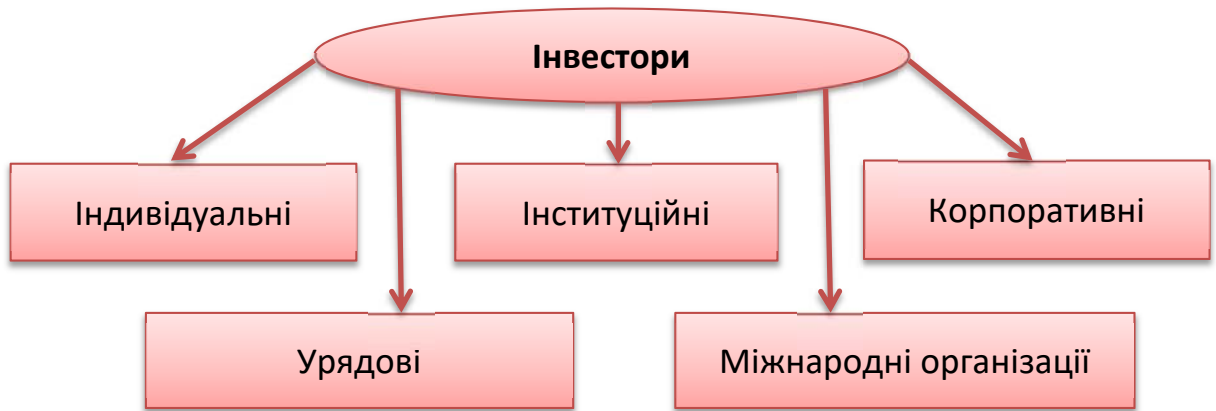 Інвестори
Індивідуальні
Інституційні
Корпоративні
Урядові
Міжнародні організації